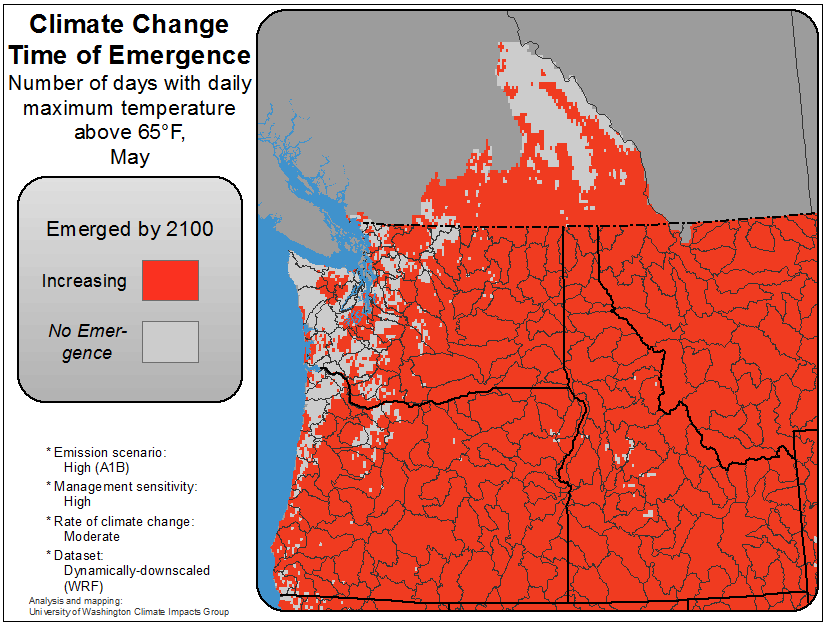 Climate Change
Time of Emergence
Number of days with daily
maximum temperature
above 65°F,
May
Emerged by 2100
Increasing
No Emer-
gence
* Emission scenario:
High (A1B)
* Management sensitivity:
High
* Rate of climate change:
Moderate
* Dataset:
Dynamically-downscaled
(WRF)
Analysis and mapping:
University of Washington Climate Impacts Group